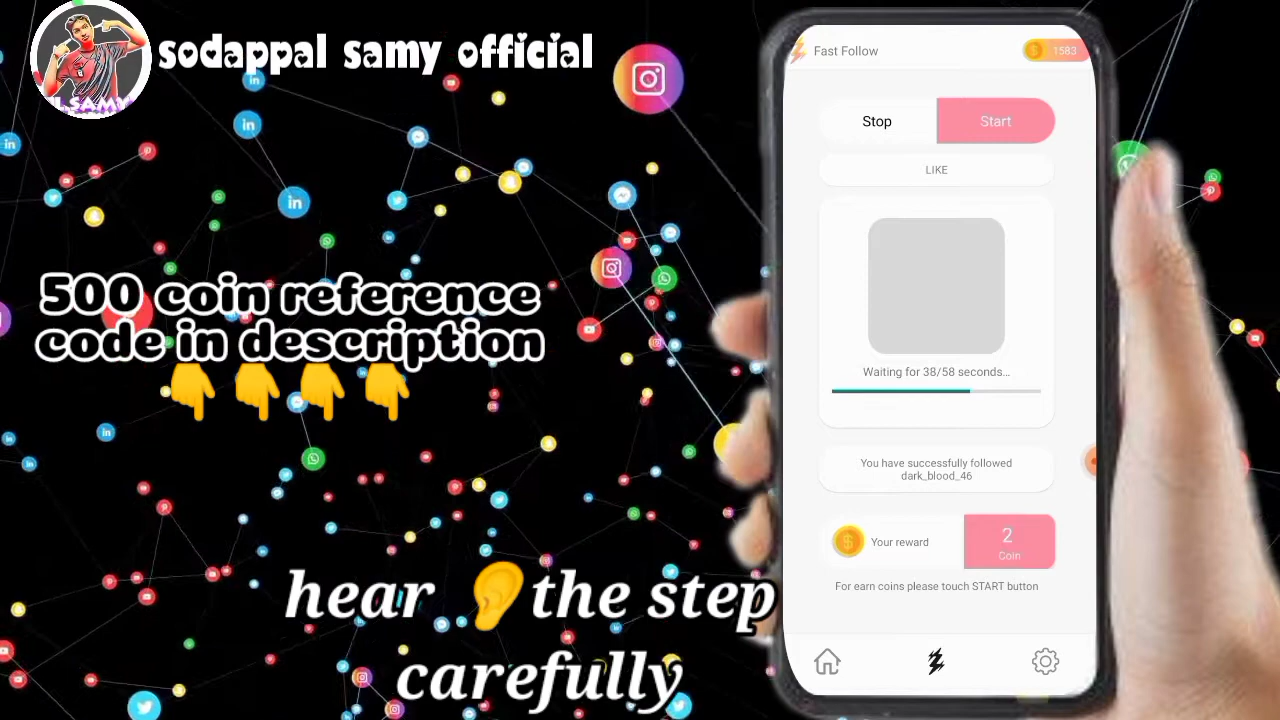 sodappal samy official
L.SAMY
500 coin reference
code in description
hear the step
carefully
Fast Follow
1583
Stop
Start
LIKE
Waiting for 38/58 seconds...
You have successfully followed
dark_blood_46
Your reward
2
Coin
For earn coins please touch START button